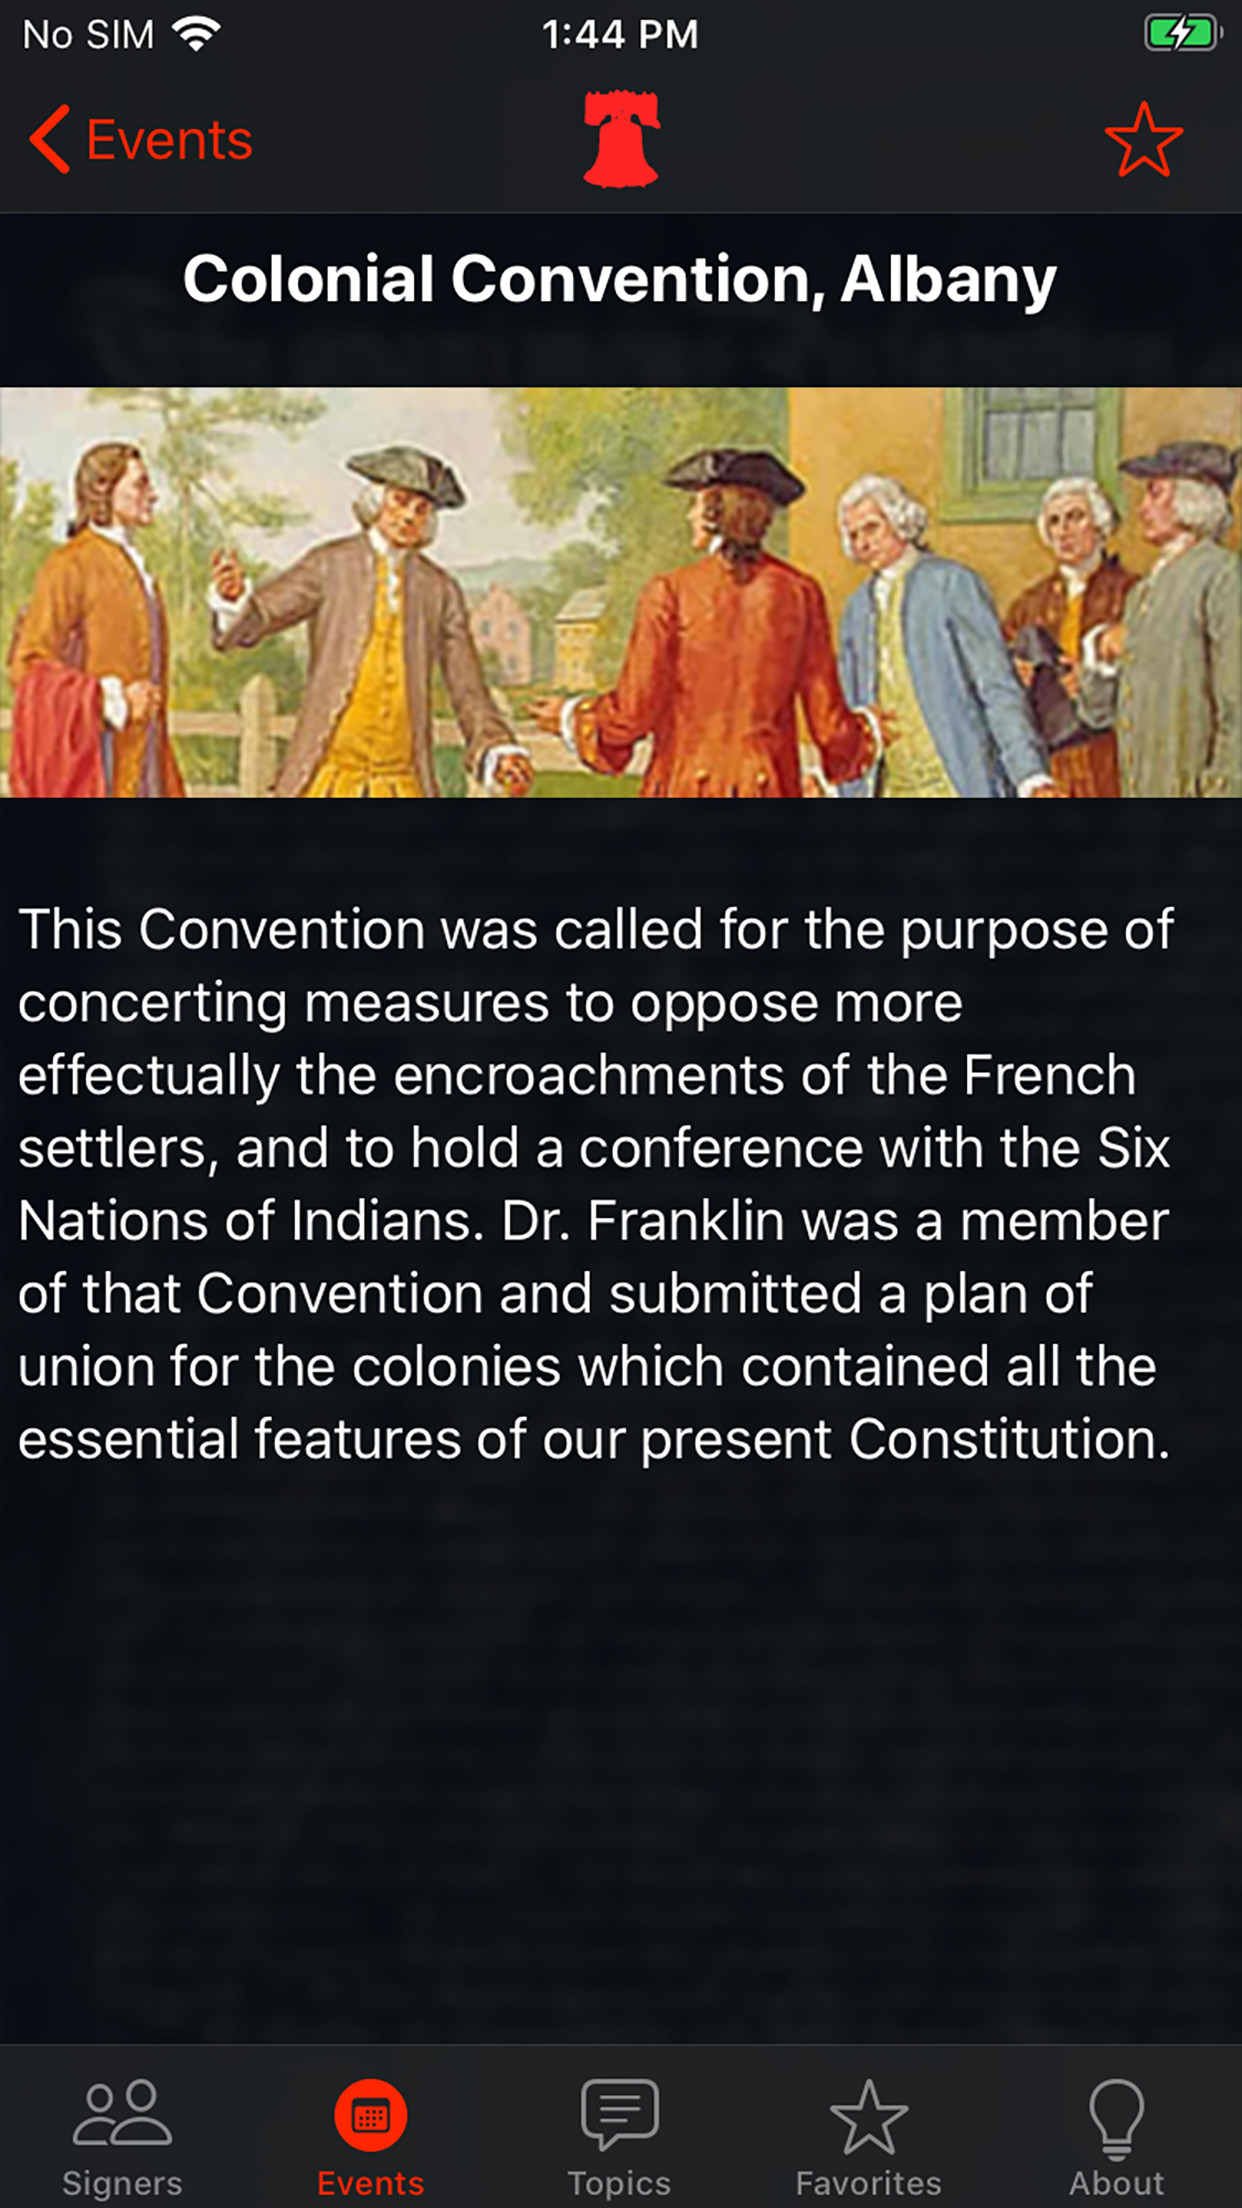 No SIM 1:44 PM
Events
Colonial Convention, Albany
This Convention was called for the purpose of
concerting measures to oppose more
effectually the encroachments of the French
settlers, and to hold a conference with the Six
Nations of Indians. Dr. Franklin was a member
of that Convention and submitted a plan of
union for the colonies which contained all the
essential features of our present Constitution.
Signers Events Topics Favorites About